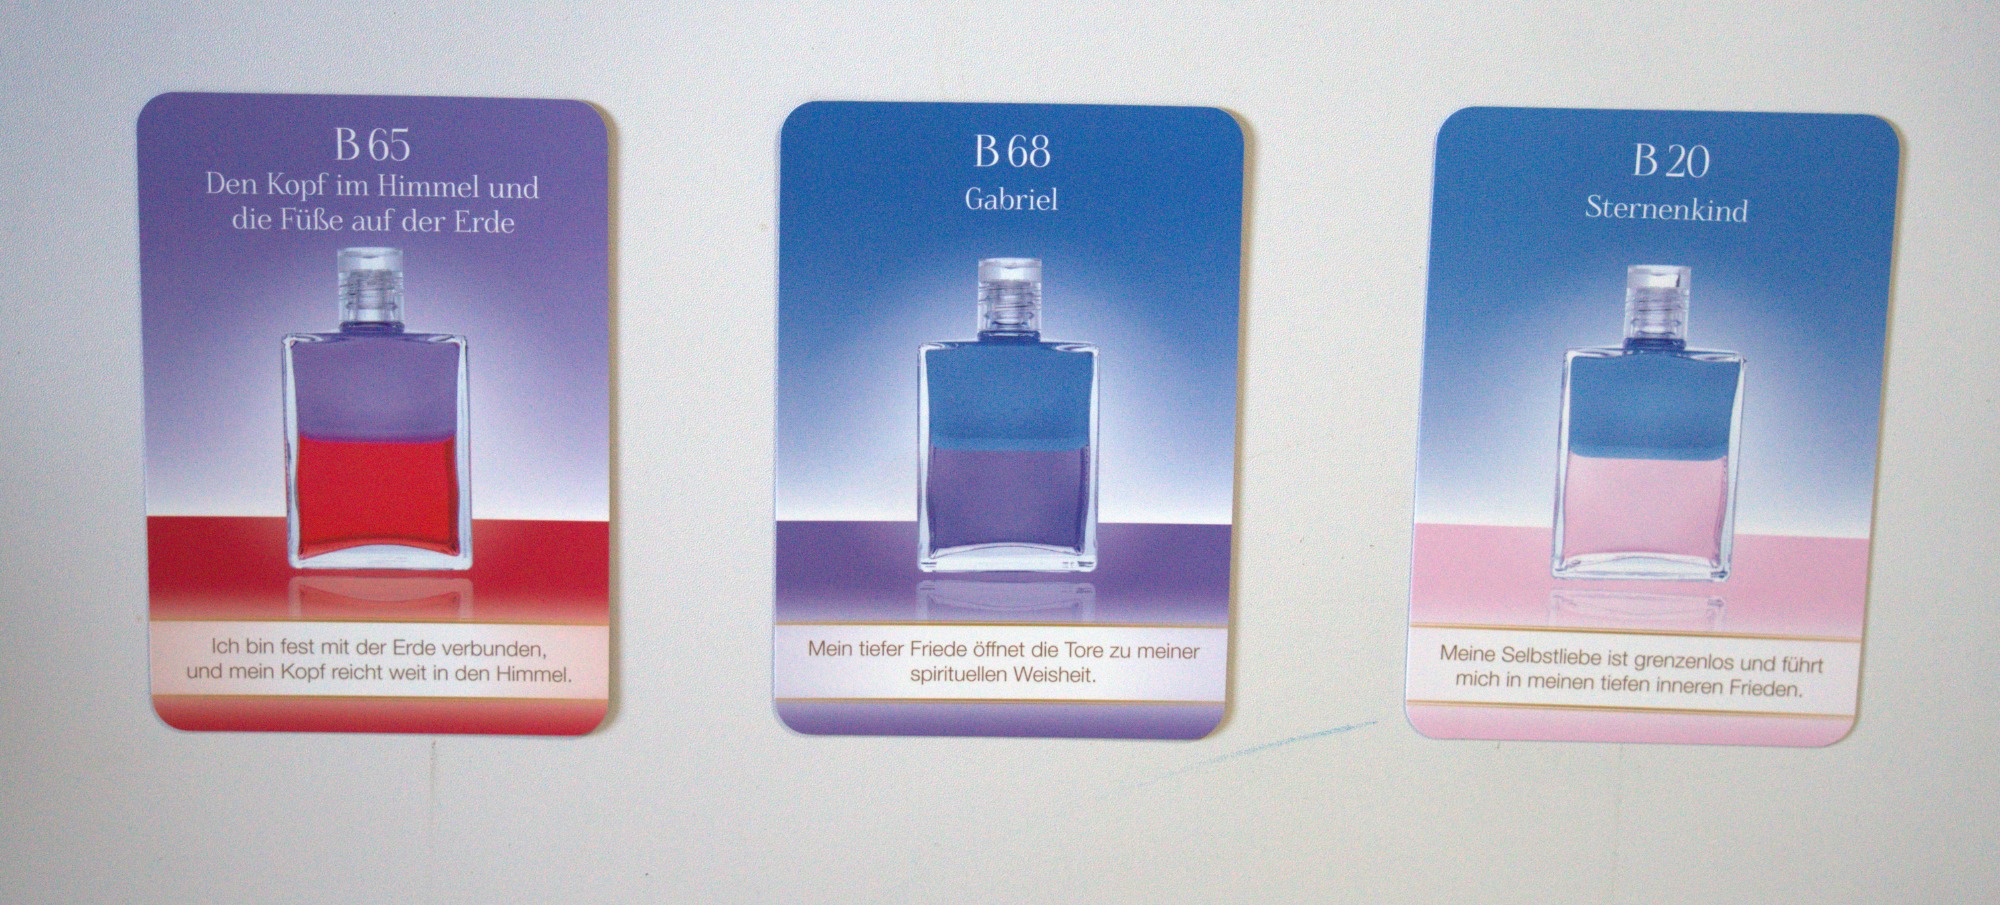 B 65
Den Kopf im Himmel und
die Füße auf der Erde
Ich bin fest mit der Erde verbunden,
und mein Kopf reicht weit in den Himmel.
B 68
Gabriel
Mein tiefer Friede öffnet die Tore zu meiner
spirituellen Weisheit.
B 20
Sternenkind
Meine Selbstliebe ist grenzenlos und führt
mich in meinen tiefen inneren Frieden.